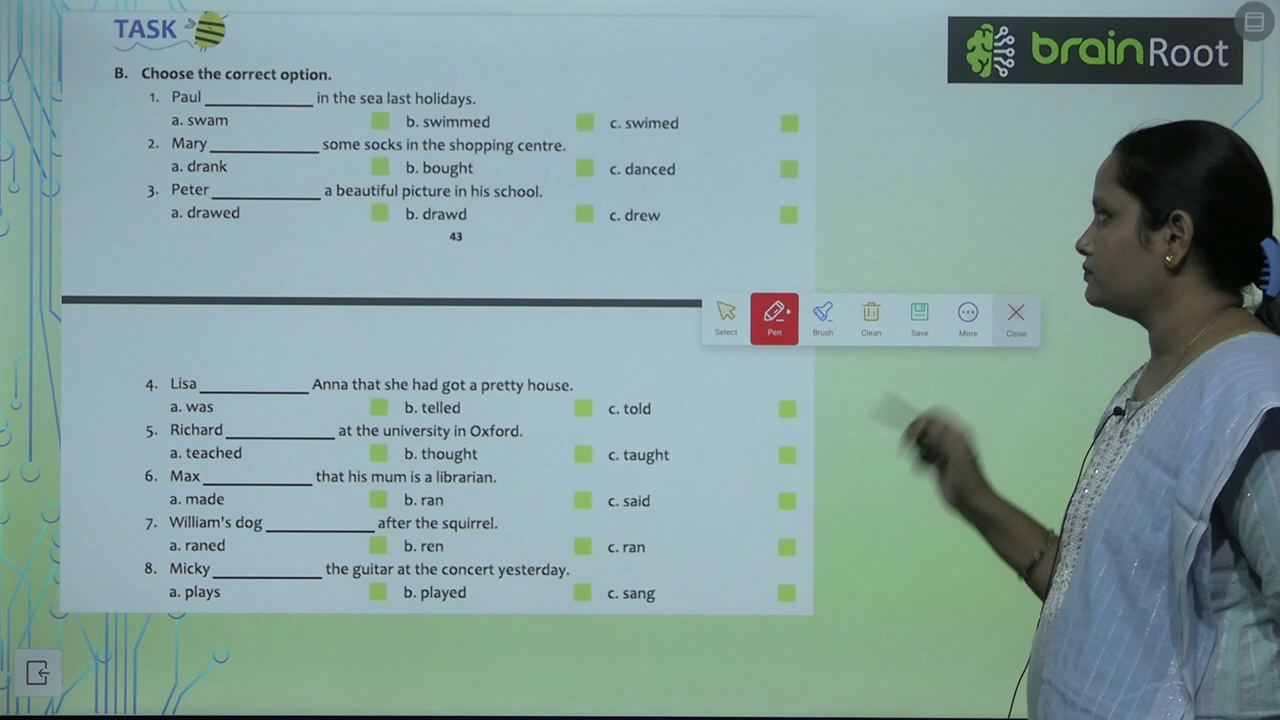 TASK
brainRoot
B. Choose the correct option.
1. Paul ____________ in the sea last holidays.
a. swam b. swimmed c. swimed
2. Mary ____________ some socks in the shopping centre.
a. drank b. bought c. danced
3. Peter ____________ a beautiful picture in his school.
a. drawed b. drawd c. drew
43
Select Pen Brush Clean Save More Close
4. Lisa ____________ Anna that she had got a pretty house.
a. was b. telled c. told
5. Richard ____________ at the university in Oxford.
a. teached b. thought c. taught
6. Max ____________ that his mum is a librarian.
a. made b. ran c. said
7. William's dog ____________ after the squirrel.
a. raned b. ren c. ran
8. Micky ____________ the guitar at the concert yesterday.
a. plays b. played c. sang